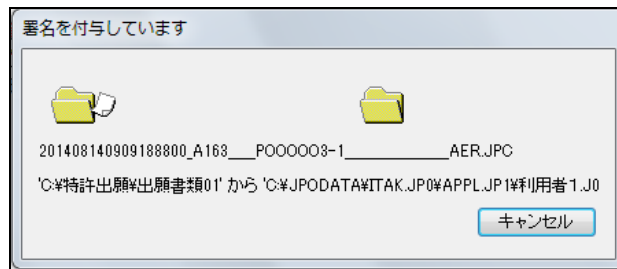 署名を付与しています
201408140909188800_A163___POOOOO3-1__________AER.JPC
'C:¥特許出願¥出願書類01' から 'C:¥JPODATA¥ITAK.JP0¥APPL.JP1¥利用者1.J0
キャンセル